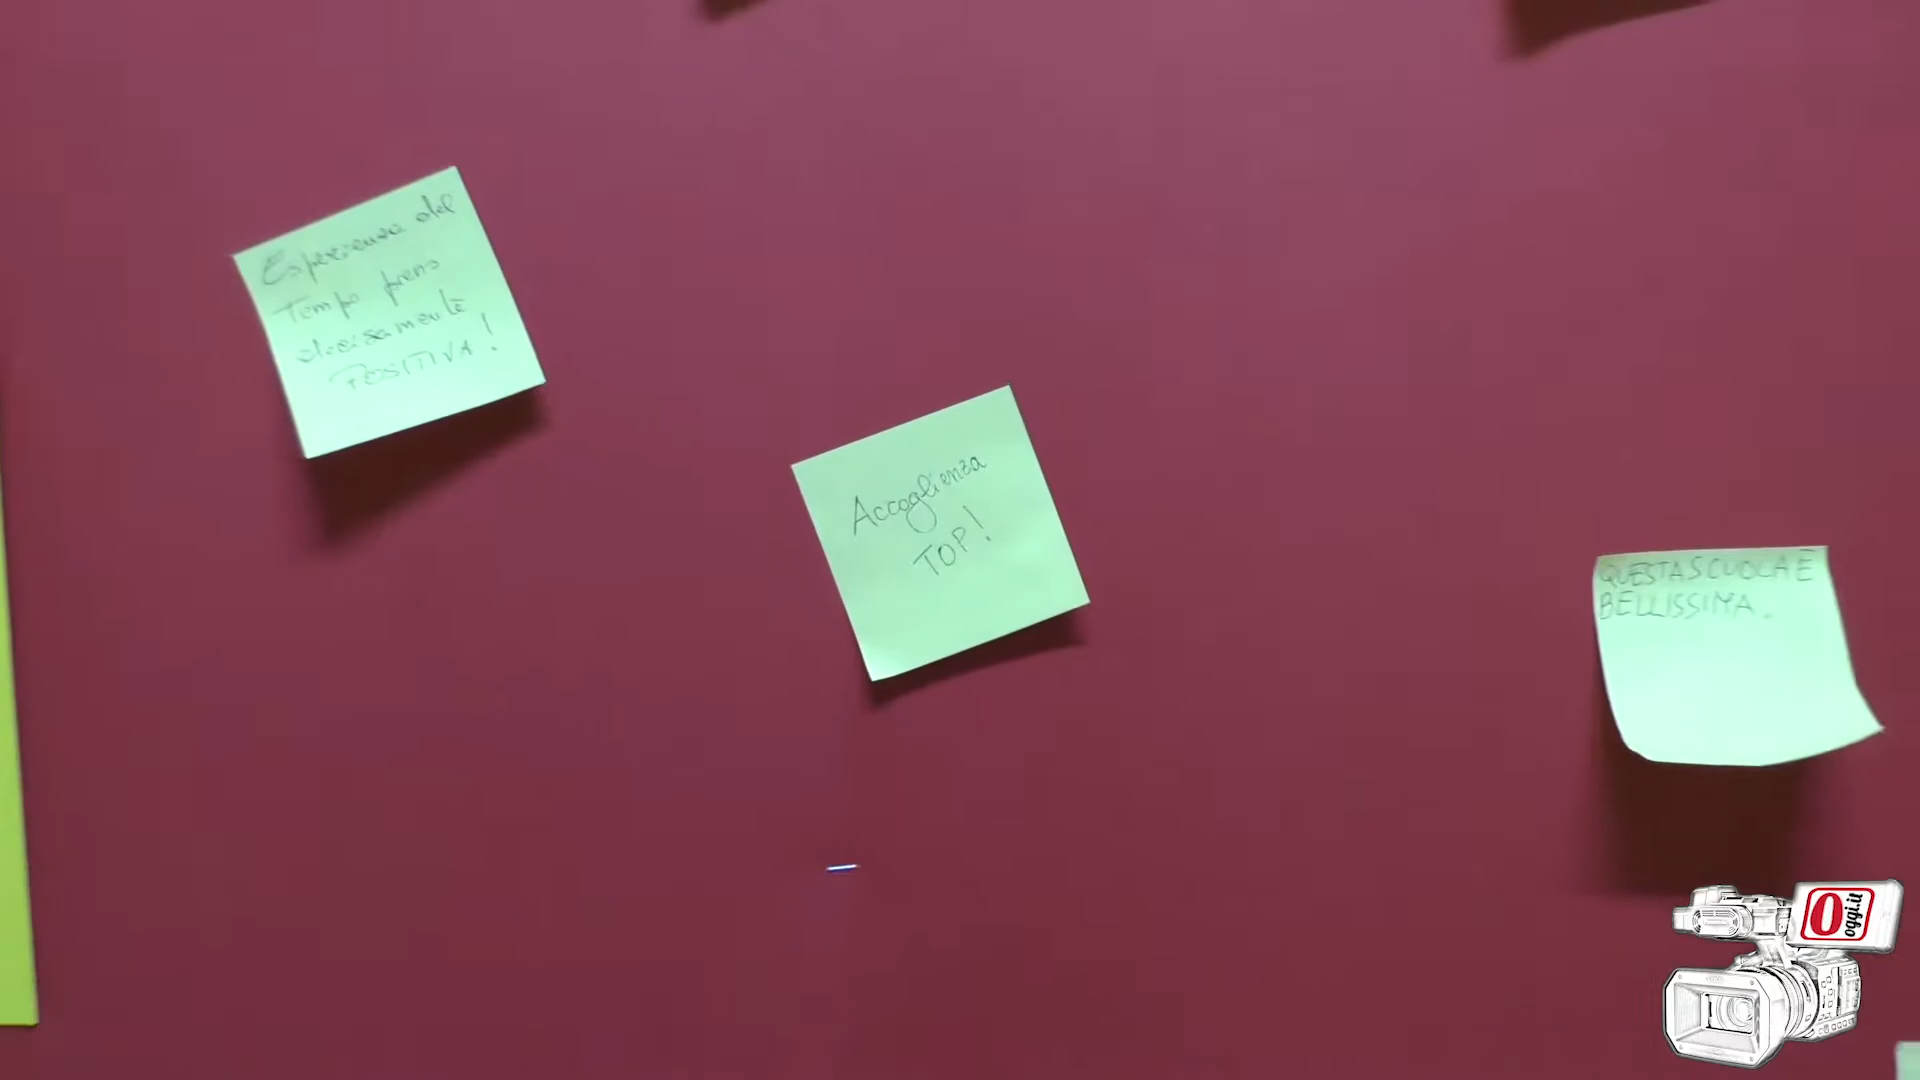 Esperienza del
Tempo pieno
decisamente
POSITIVA!
Accoglienza
TOP!
QUESTA SCUOLA È
BELLISSIMA.
Oggi.it